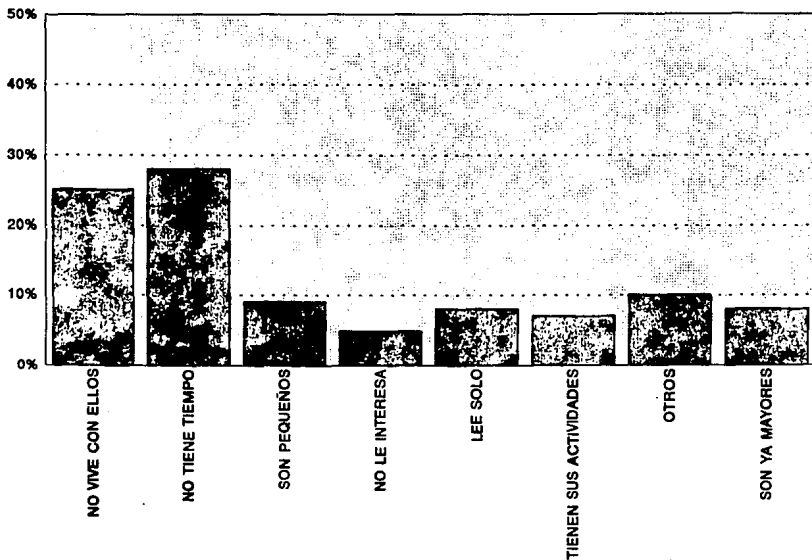 50%
40%
30%
20%
10%
0%
NO VIVE CON ELLOS
NO TIENE TIEMPO
SON PEQUEÑOS
NO LE INTERESA
LEE SOLO
TIENEN SUS ACTIVIDADES
OTROS
SON YA MAYORES